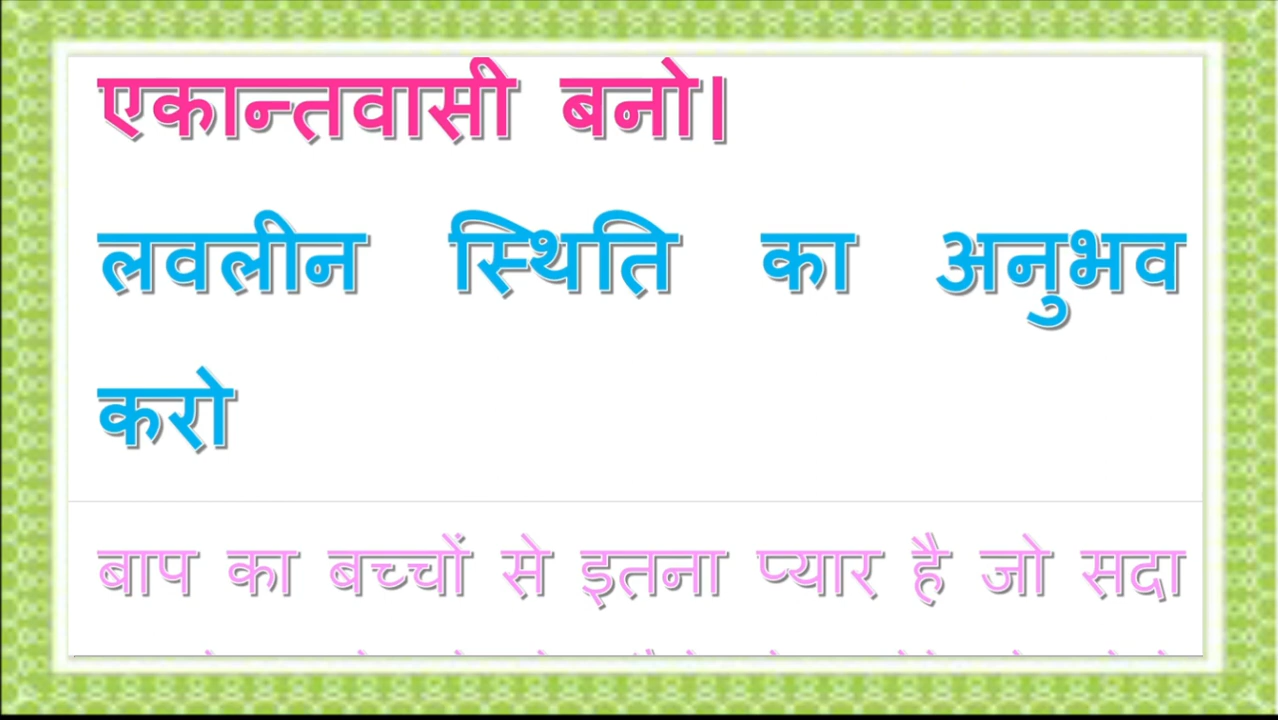 एकान्तवासी बनो।
लवलीन स्थिति का अनुभव
करो
बाप का बच्चों से इतना प्यार है जो सदा